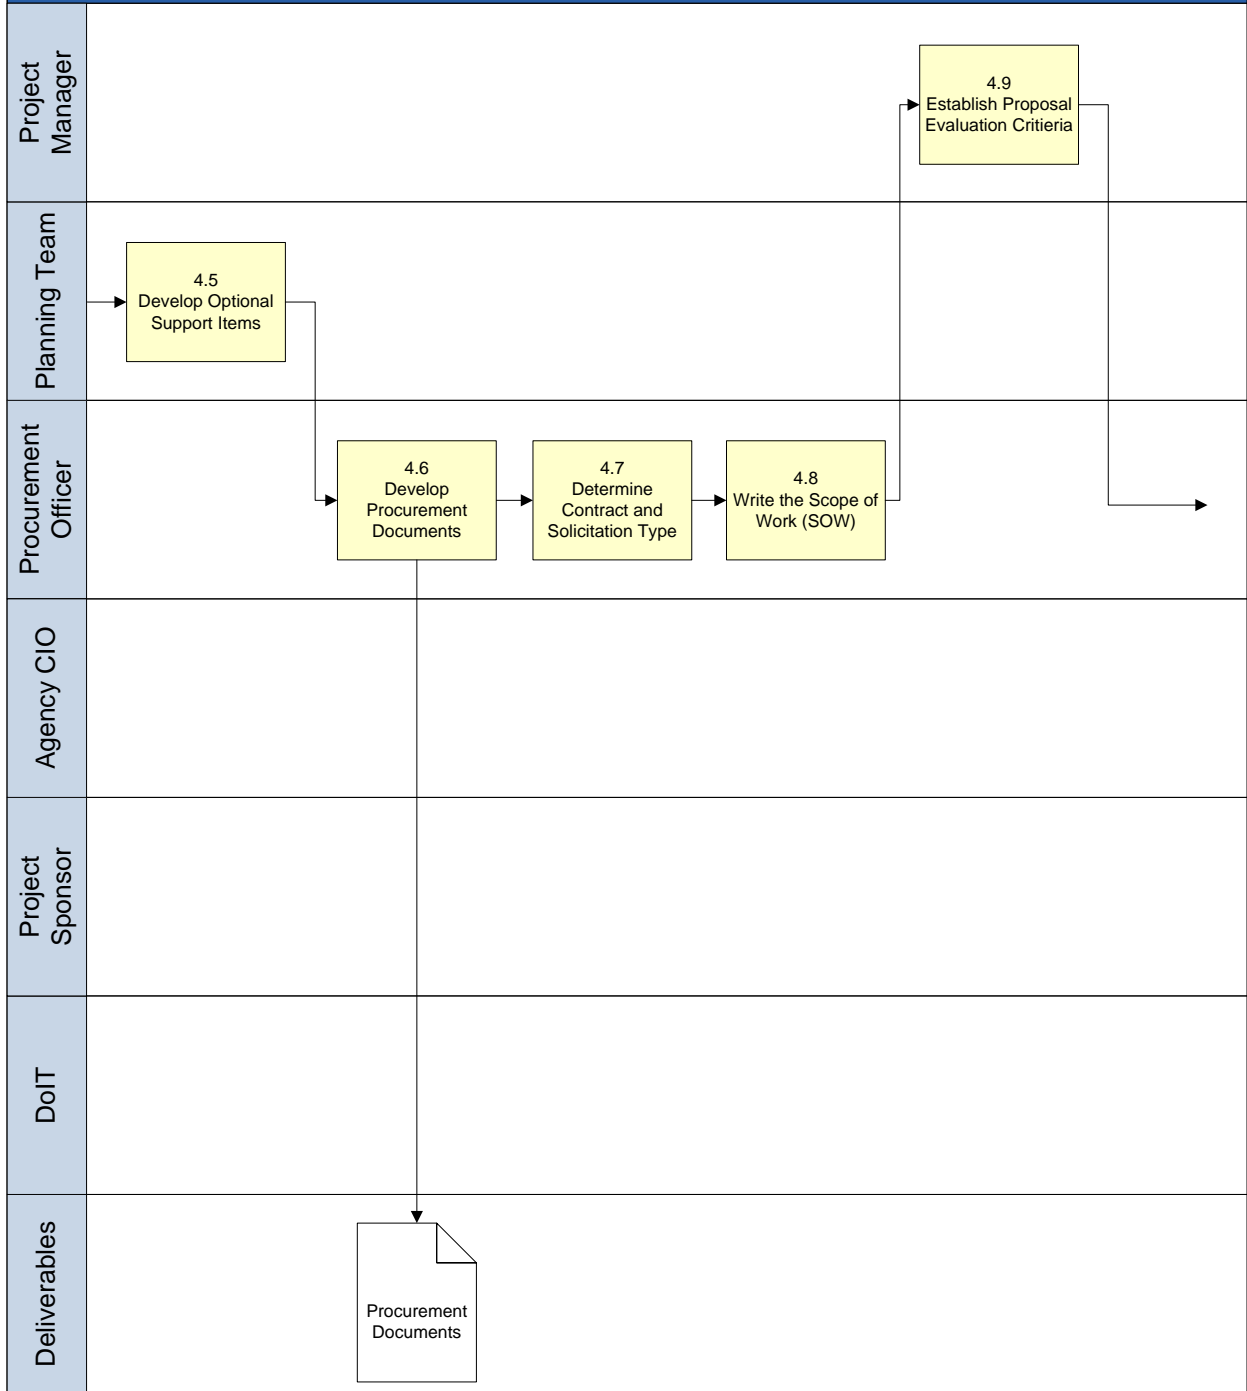 Project
Manager
4.9
Establish Proposal
Evaluation Critieria
Planning Team
4.5
Develop Optional
Support Items
Procurement
Officer
4.6
Develop
Procurement
Documents
4.7
Determine
Contract and
Solicitation Type
4.8
Write the Scope of
Work (SOW)
Agency CIO
Project
Sponsor
DoIT
Deliverables
Procurement
Documents